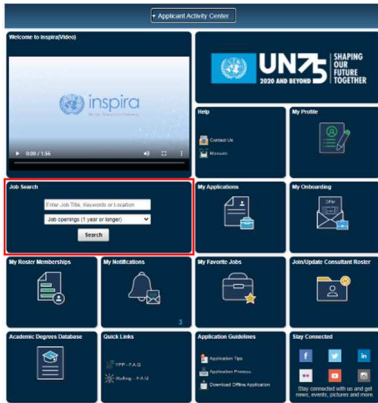 Applicant Activity Center
Welcome to Inspira(Video)
inspira
0:00 / 1:56
UN75
2020 AND BEYOND
SHAPING
OUR
FUTURE
TOGETHER
Help
Contact Us
Manuals
My Profile
Job Search
Enter Job Title, Keywords or Location
Job openings (1 year or longer)
Search
My Applications
My Onboarding
Offer
My Roster Memberships
My Notifications
3
My Favorite Jobs
Join/Update Consultant Roster
Academic Degrees Database
Quick Links
YPP - F.A.Q
F.A.Q
Application Guidelines
Application Tips
Application Process
Download Offline Application
Stay Connected
Stay connected with us and get
news, events, pictures and more